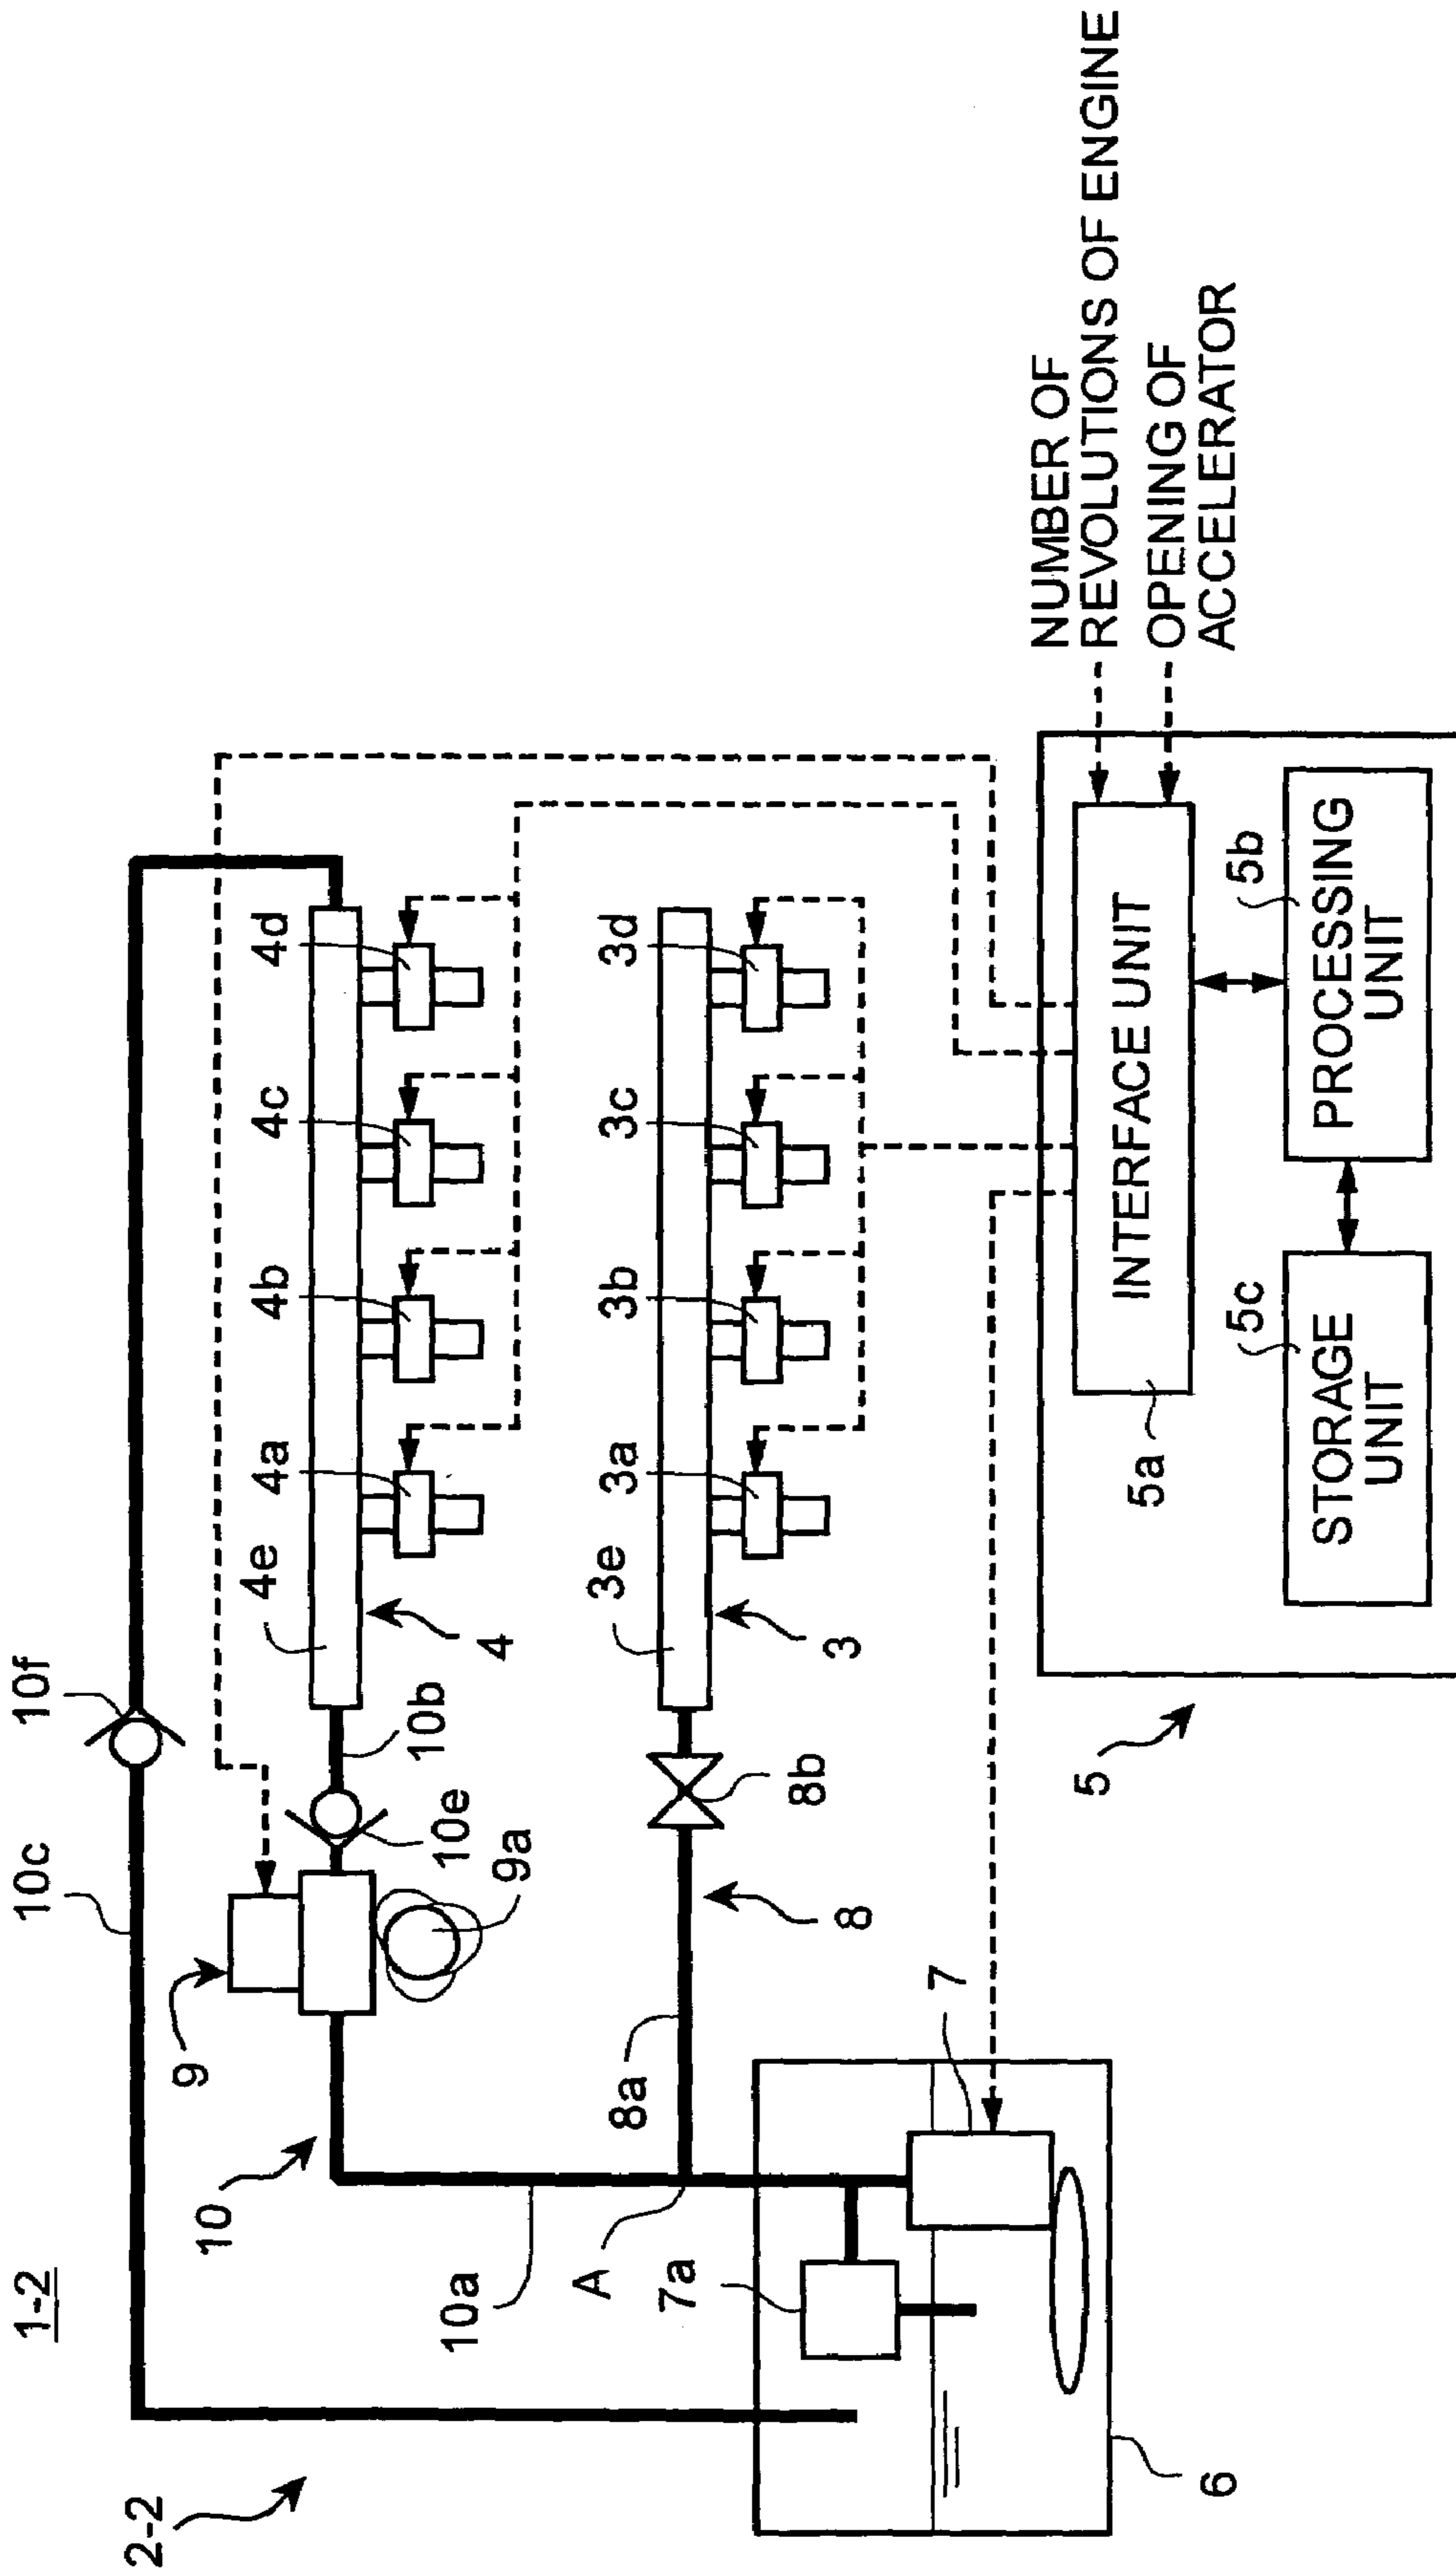 1-2
2-2
10c
10f
10
9
4e
4a
4b
4c
4d
10b
10e
9a
4
10a
A
8a
8
8b
3e
3a
3b
3c
3d
3
7a
7
6
5
5a
INTERFACE UNIT
5b
PROCESSING
UNIT
5c
STORAGE
UNIT
NUMBER OF
REVOLUTIONS OF ENGINE
OPENING OF
ACCELERATOR